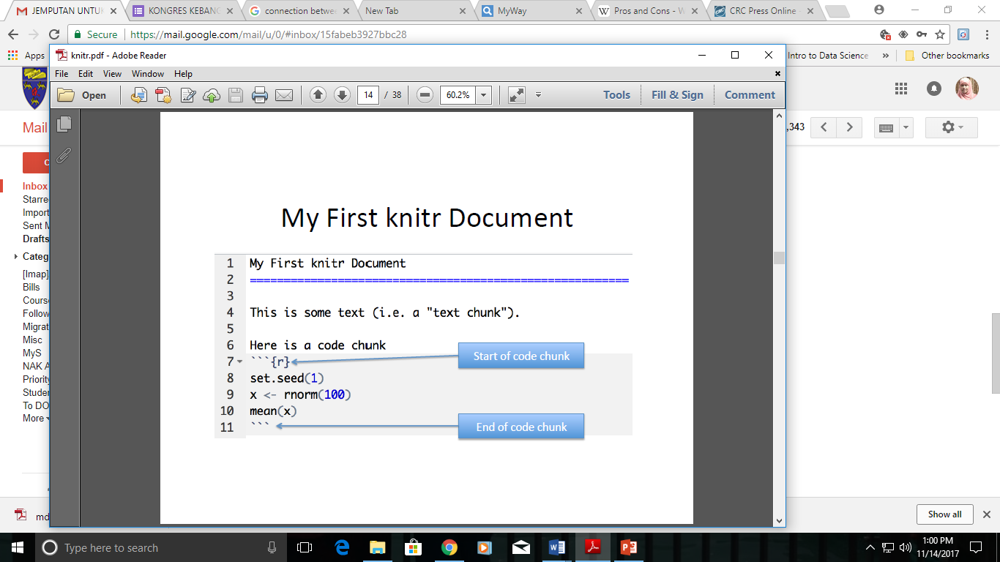 JEMPUTAN UNTUK
KONGRES KEBANG
connection betwee
New Tab
MyWay
Pros and Cons - W
CRC Press Online -
Secure
https://mail.google.com/mail/u/0/#inbox/15fabeb3927bbc28
Apps
Intro to Data Science
»
Other bookmarks
knitr.pdf - Adobe Reader
File Edit View Window Help
Open
14 / 38
60.2%
Tools
Fill & Sign
Comment
Mail
,343
Inbox
Starre
Import
Sent M
Drafts
Categ
[Imap]
Bills
Course
Follow
Migrat
Misc
MyS
NAK A
Priority
Studen
To DO
More
My First knitr Document
1 My First knitr Document
2 =========================================================
3
4 This is some text (i.e. a "text chunk").
5
6 Here is a code chunk
7 ```{r}
Start of code chunk
8 set.seed(1)
9 x <- rnorm(100)
10 mean(x)
11 ```
End of code chunk
md
Show all
Type here to search
1:00 PM
11/14/2017